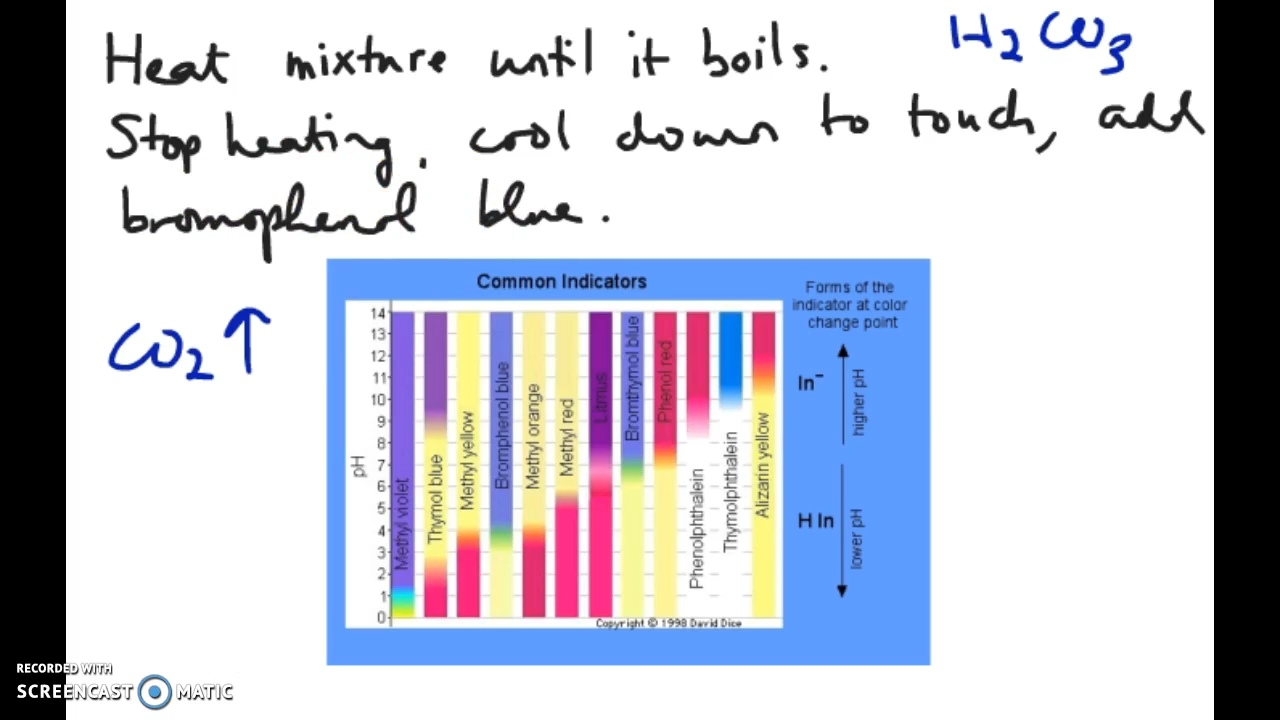 Heat mixture until it boils.
H2CO3
Stop heating, cool down to touch, add
bromophenol blue.
CO2 ↑
Common Indicators
Forms of the
indicator at color
change point
pH
14
13
12
11
10
9
8
7
6
5
4
3
2
1
0
Methyl violet
Thymol blue
Methyl yellow
Bromphenol blue
Methyl orange
Methyl red
Litmus
Bromthymol blue
Phenol red
Phenolphthalein
Thymolphthalein
Alizarin yellow
In⁻
higher pH
H In
lower pH
Copyright © 1998 David Dice
RECORDED WITH
SCREENCAST MATIC